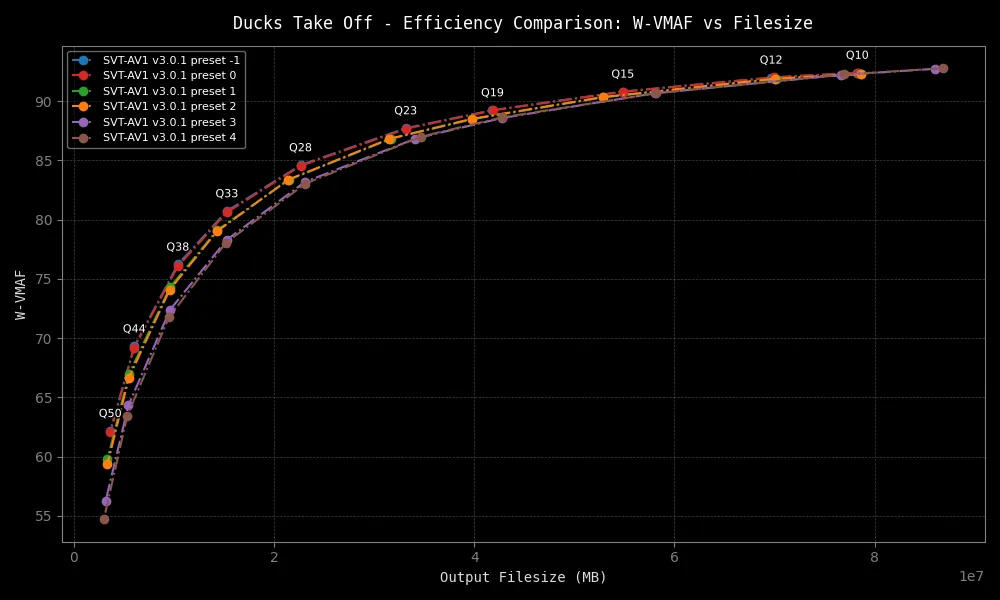 Ducks Take Off - Efficiency Comparison: W-VMAF vs Filesize
SVT-AV1 v3.0.1 preset -1
SVT-AV1 v3.0.1 preset 0
SVT-AV1 v3.0.1 preset 1
SVT-AV1 v3.0.1 preset 2
SVT-AV1 v3.0.1 preset 3
SVT-AV1 v3.0.1 preset 4
Q10
Q12
Q15
Q19
Q23
Q28
Q33
Q38
Q44
Q50
W-VMAF
90
85
80
75
70
65
60
55
0 2 4 6 8
1e7
Output Filesize (MB)